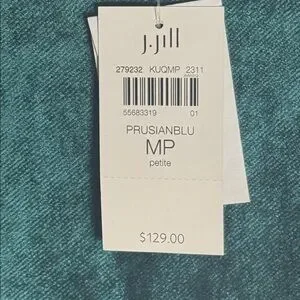 J.Jill
279232 KUQMP 2311
55683319 01
PRUSIANBLU
MP
petite
$129.00